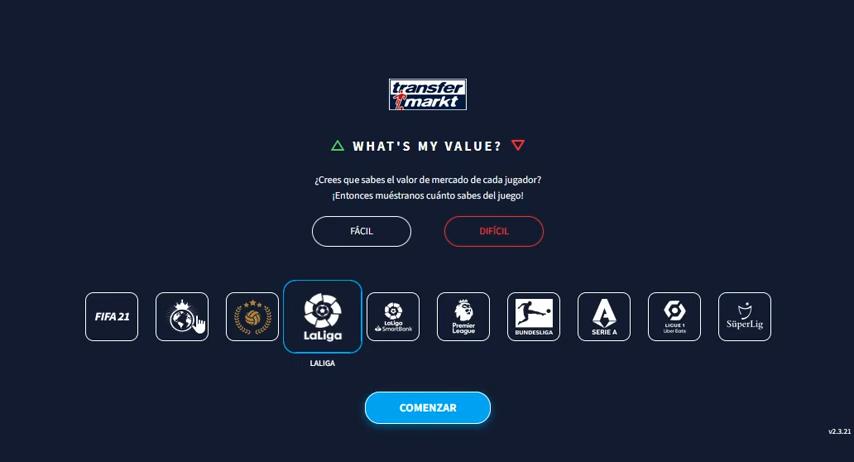 transfer
markt
WHAT'S MY VALUE?
¿Crees que sabes el valor de mercado de cada jugador?
¡Entonces muéstranos cuánto sabes del juego!
FÁCIL
DIFÍCIL
FIFA 21
LaLiga
LaLiga
SmartBank
Premier
League
BUNDESLIGA
SERIE A
LIGUE 1
Uber Eats
SüperLig
LALIGA
COMENZAR
v2.3.21